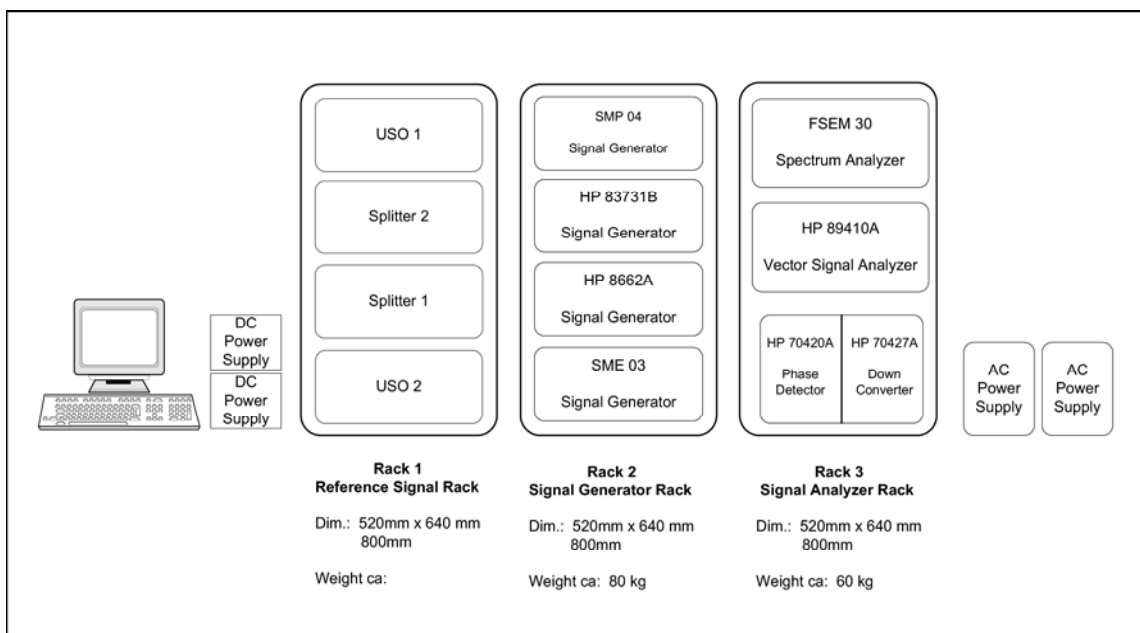 DC
Power
Supply
DC
Power
Supply
USO 1
Splitter 2
Splitter 1
USO 2
Rack 1
Reference Signal Rack
Dim.: 520mm x 640 mm
800mm
Weight ca:
SMP 04
Signal Generator
HP 83731B
Signal Generator
HP 8662A
Signal Generator
SME 03
Signal Generator
Rack 2
Signal Generator Rack
Dim.: 520mm x 640 mm
800mm
Weight ca: 80 kg
FSEM 30
Spectrum Analyzer
HP 89410A
Vector Signal Analyzer
HP 70420A
Phase
Detector
HP 70427A
Down
Converter
Rack 3
Signal Analyzer Rack
Dim.: 520mm x 640 mm
800mm
Weight ca: 60 kg
AC
Power
Supply
AC
Power
Supply